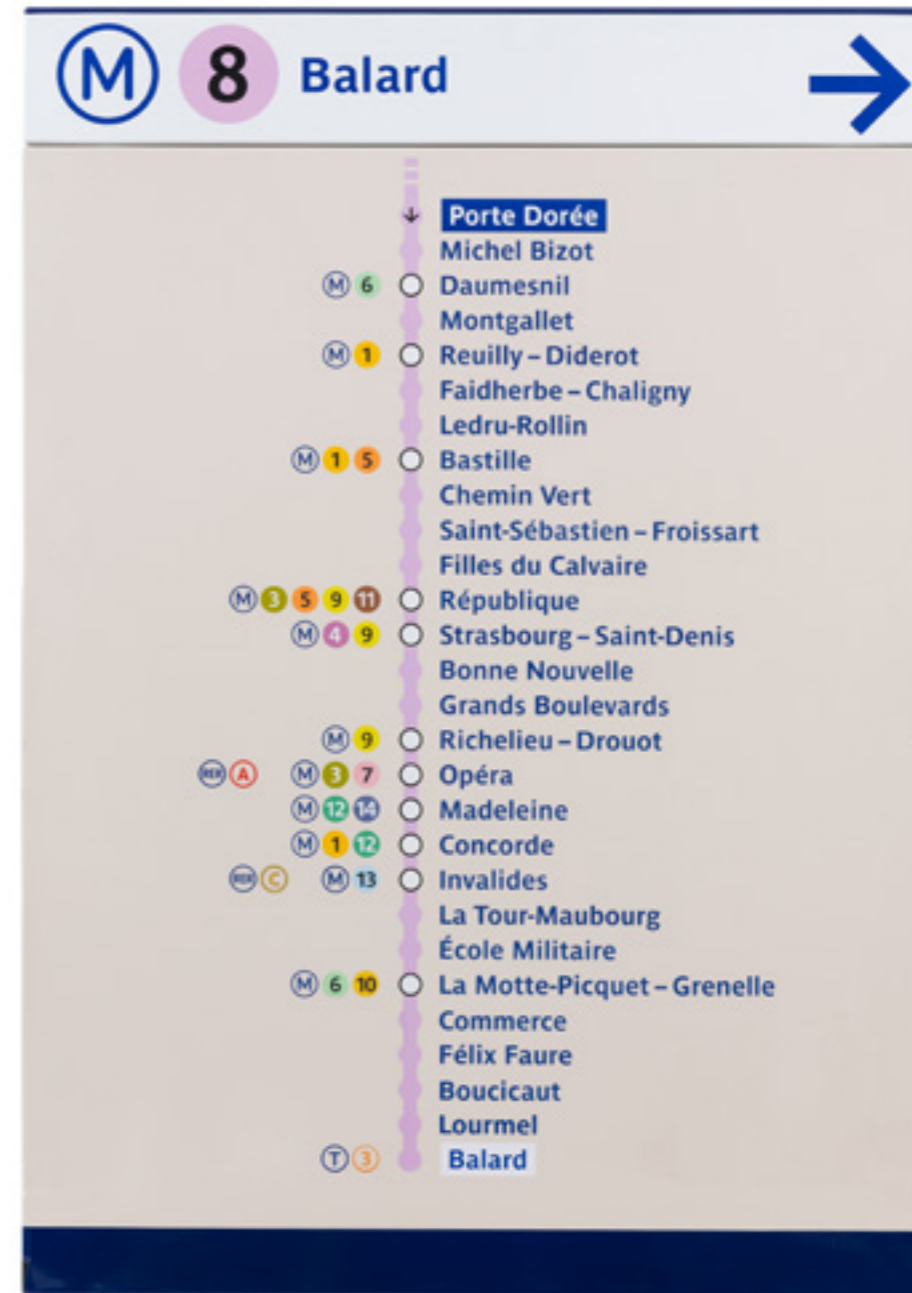 M 8 Balard
Porte Dorée
Michel Bizot
M 6 Daumesnil
Montgallet
M 1 Reuilly – Diderot
Faidherbe – Chaligny
Ledru-Rollin
M 1 5 Bastille
Chemin Vert
Saint-Sébastien – Froissart
Filles du Calvaire
M 3 5 9 11 République
M 4 9 Strasbourg – Saint-Denis
Bonne Nouvelle
Grands Boulevards
M 9 Richelieu – Drouot
RER A M 3 7 Opéra
M 12 14 Madeleine
M 1 12 Concorde
RER C M 13 Invalides
La Tour-Maubourg
École Militaire
M 6 10 La Motte-Picquet – Grenelle
Commerce
Félix Faure
Boucicaut
Lourmel
T 3 Balard